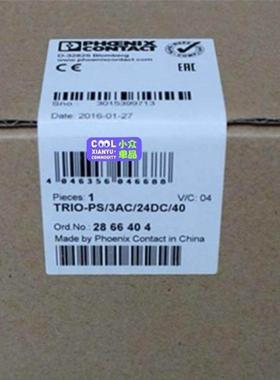 PHOENIX
CONTACT
D-32825 Blomberg
www.phoenixcontact.com
CE
EAC
Sno.: 3015399713
Date: 2016-01-27
COOL 小众
XIANYU 单品
4 046356 046688
Pieces: 1
V/C: 04
TRIO-PS/3AC/24DC/40
Ord.No.: 28 66 40 4
Made by Phoenix Contact in China